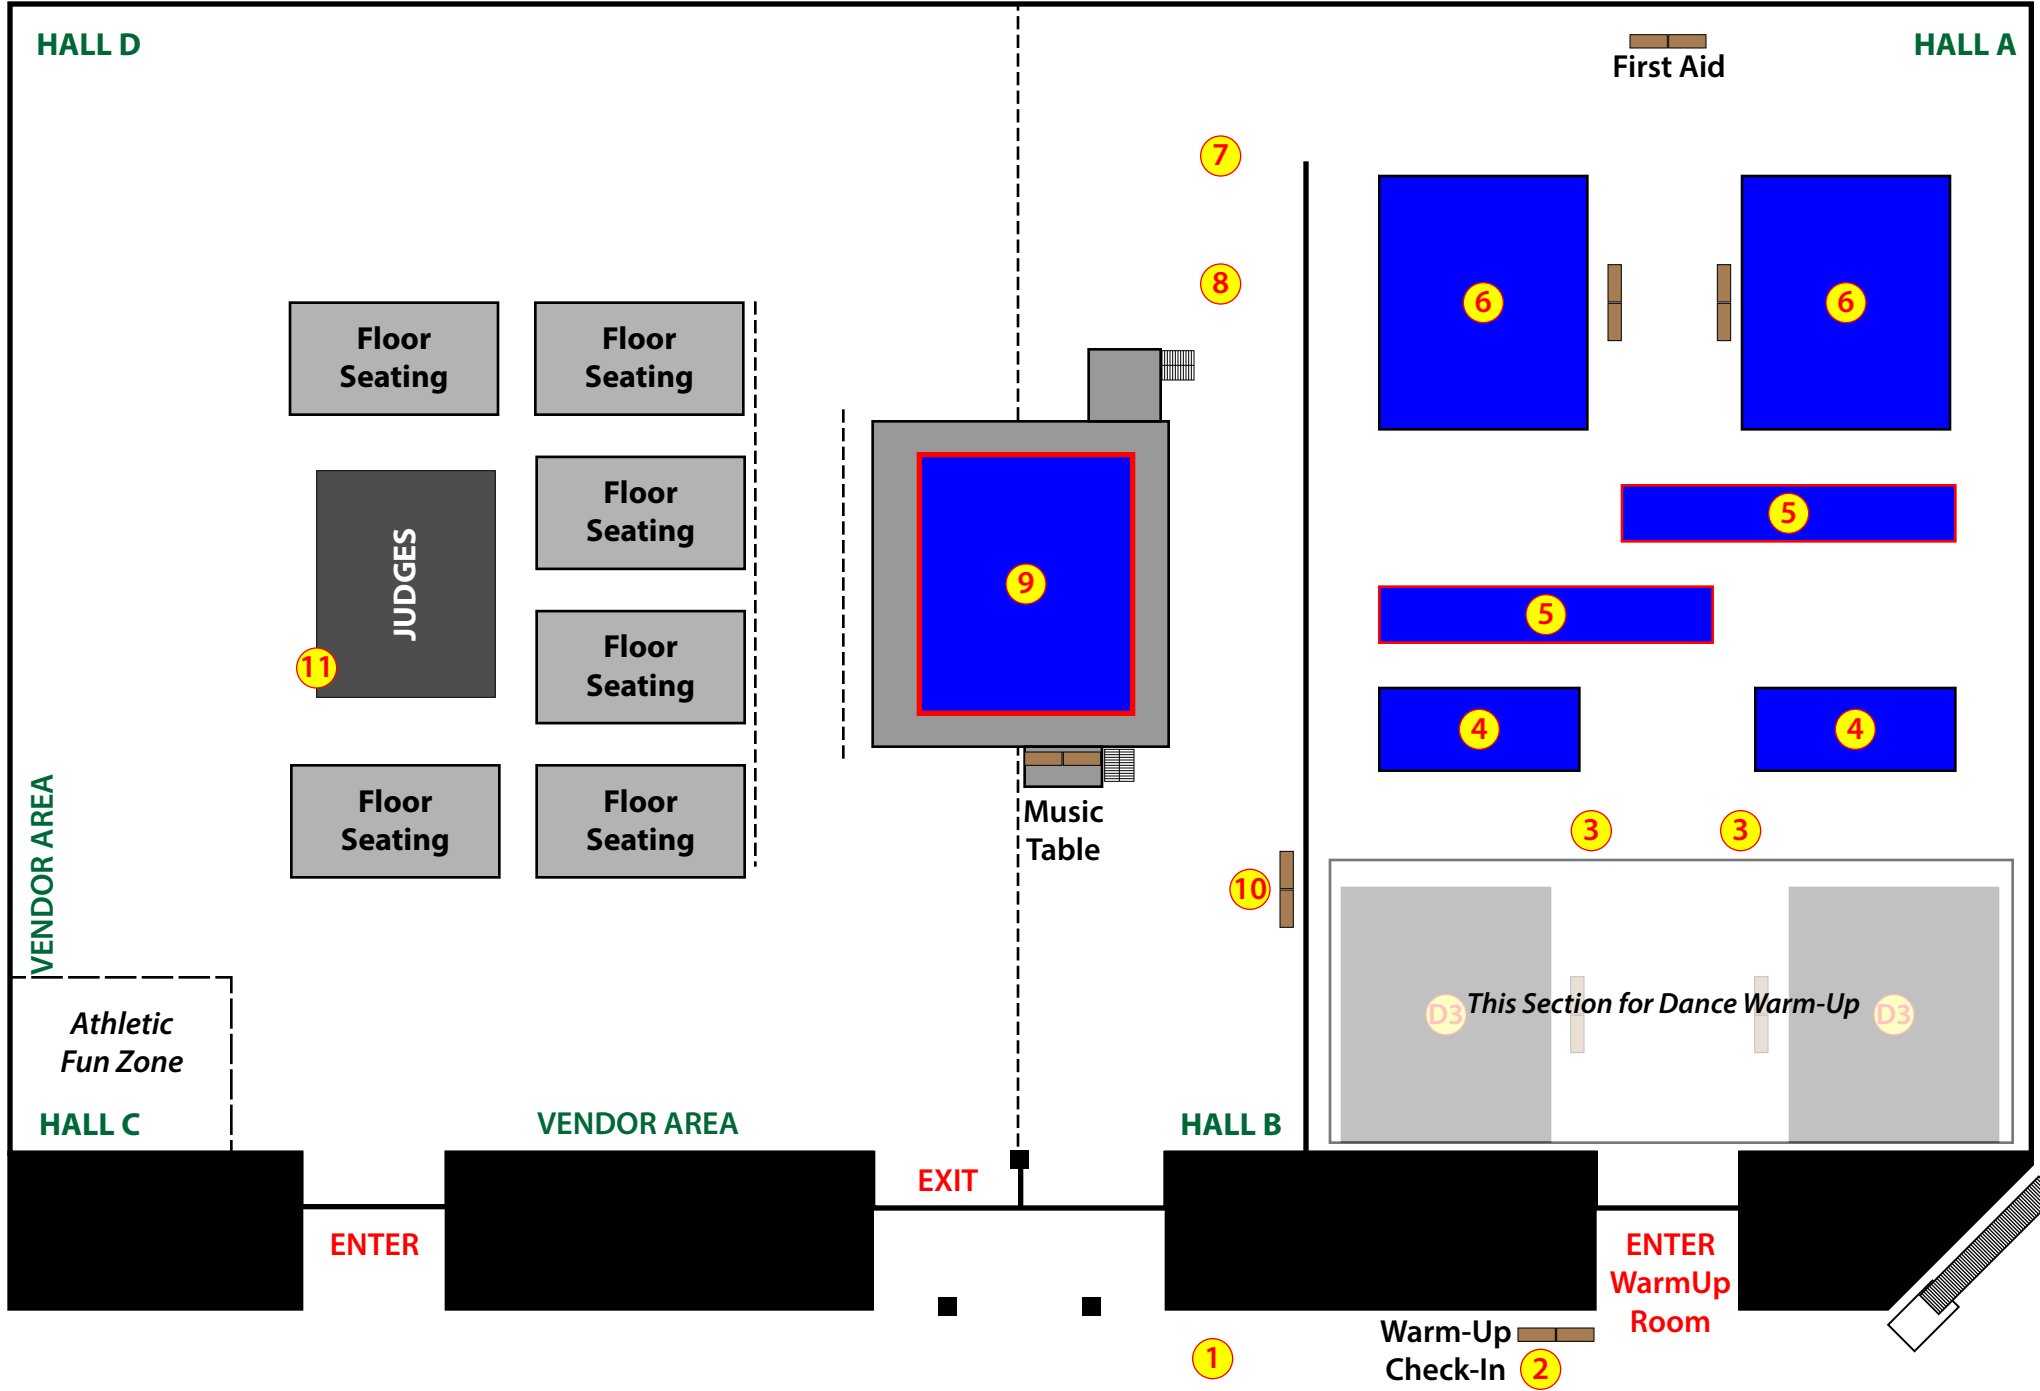 HALL D
HALL A
First Aid
7
8
6
6
Floor
Seating
Floor
Seating
Floor
Seating
JUDGES
9
5
5
Floor
Seating
11
4
4
Floor
Seating
Floor
Seating
Music
Table
3
3
10
VENDOR AREA
D3
This Section for Dance Warm-Up
D3
Athletic
Fun Zone
HALL C
VENDOR AREA
HALL B
EXIT
ENTER
ENTER
WarmUp
Room
1
Warm-Up
Check-In
2